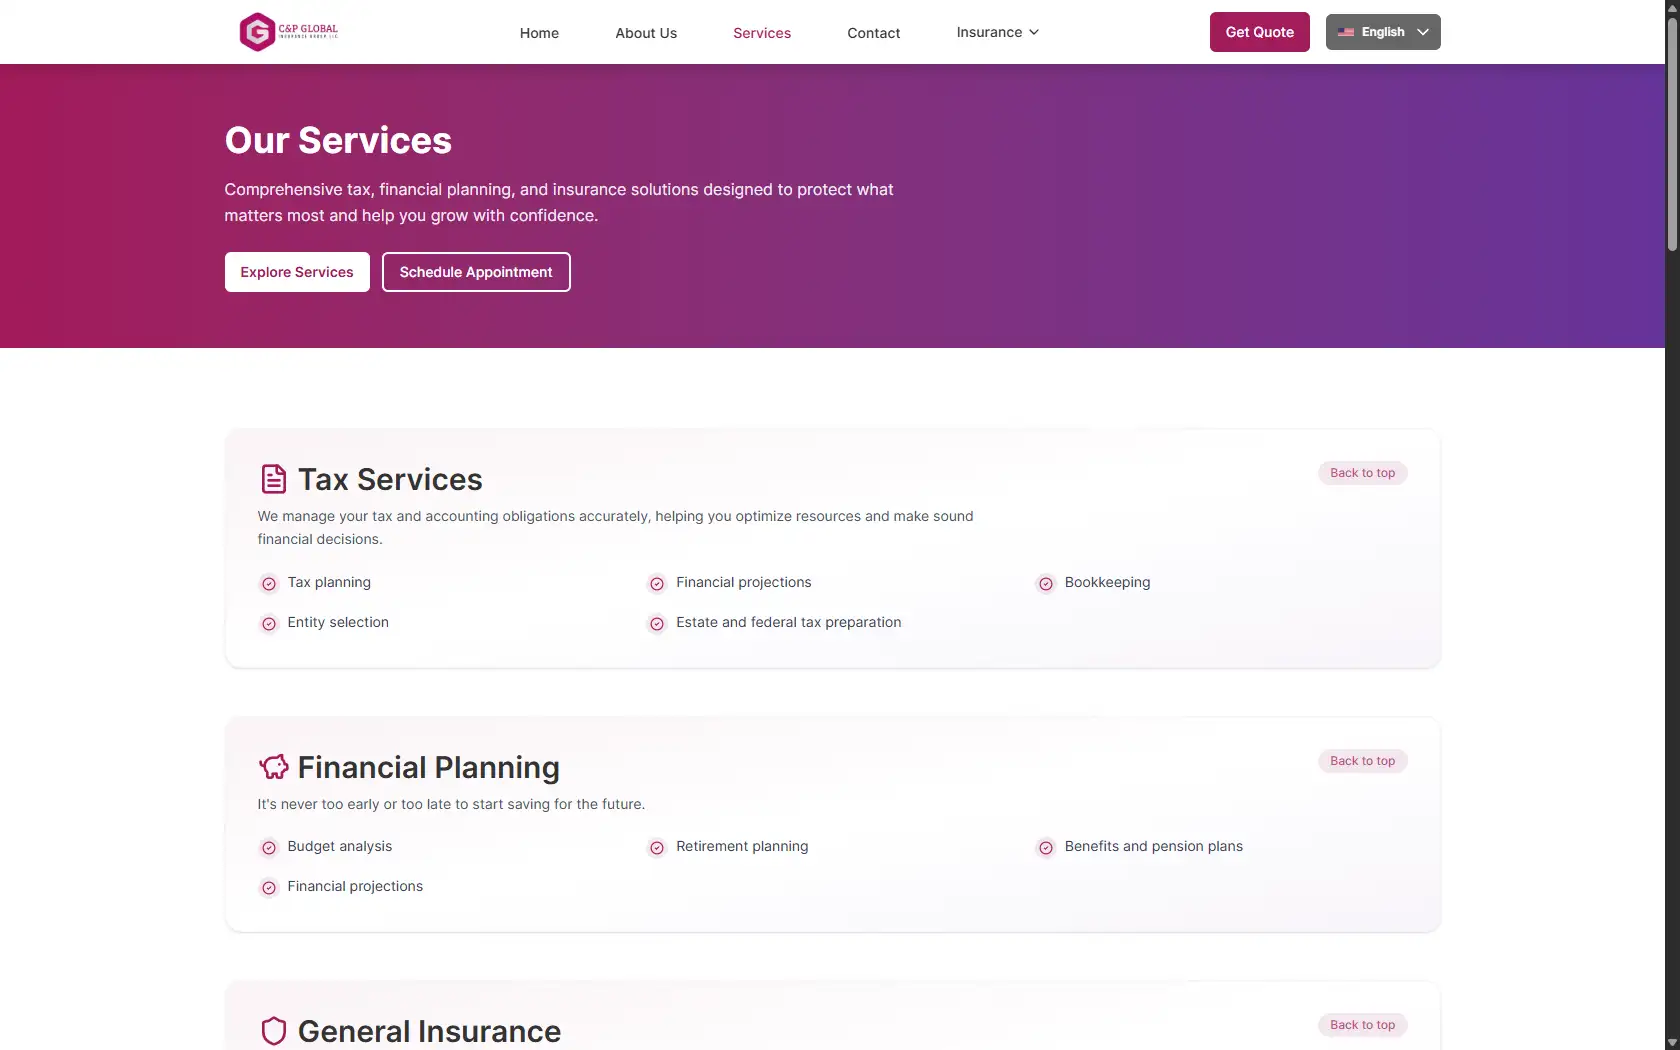 C&P GLOBAL
INSURANCE GROUP LLC
Home
About Us
Services
Contact
Insurance
Get Quote
English
Our Services
Comprehensive tax, financial planning, and insurance solutions designed to protect what
matters most and help you grow with confidence.
Explore Services
Schedule Appointment
Tax Services
Back to top
We manage your tax and accounting obligations accurately, helping you optimize resources and make sound
financial decisions.
Tax planning
Financial projections
Bookkeeping
Entity selection
Estate and federal tax preparation
Financial Planning
Back to top
It's never too early or too late to start saving for the future.
Budget analysis
Retirement planning
Benefits and pension plans
Financial projections
General Insurance
Back to top